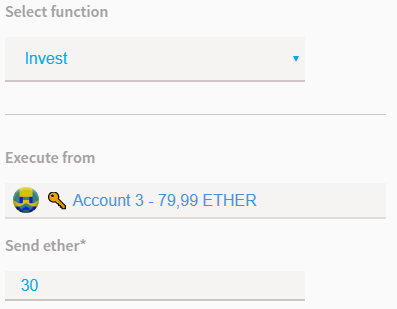 Select function
Invest
Execute from
Account 3 - 79,99 ETHER
Send ether*
30